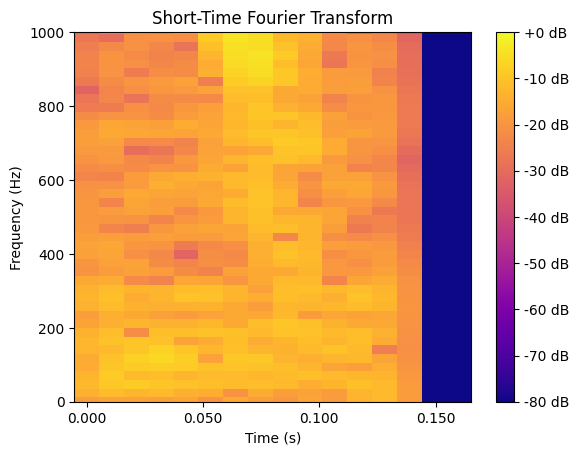 Short-Time Fourier Transform
1000
800
600
400
200
0
Frequency (Hz)
0.000
0.050
0.100
0.150
Time (s)
+0 dB
-10 dB
-20 dB
-30 dB
-40 dB
-50 dB
-60 dB
-70 dB
-80 dB